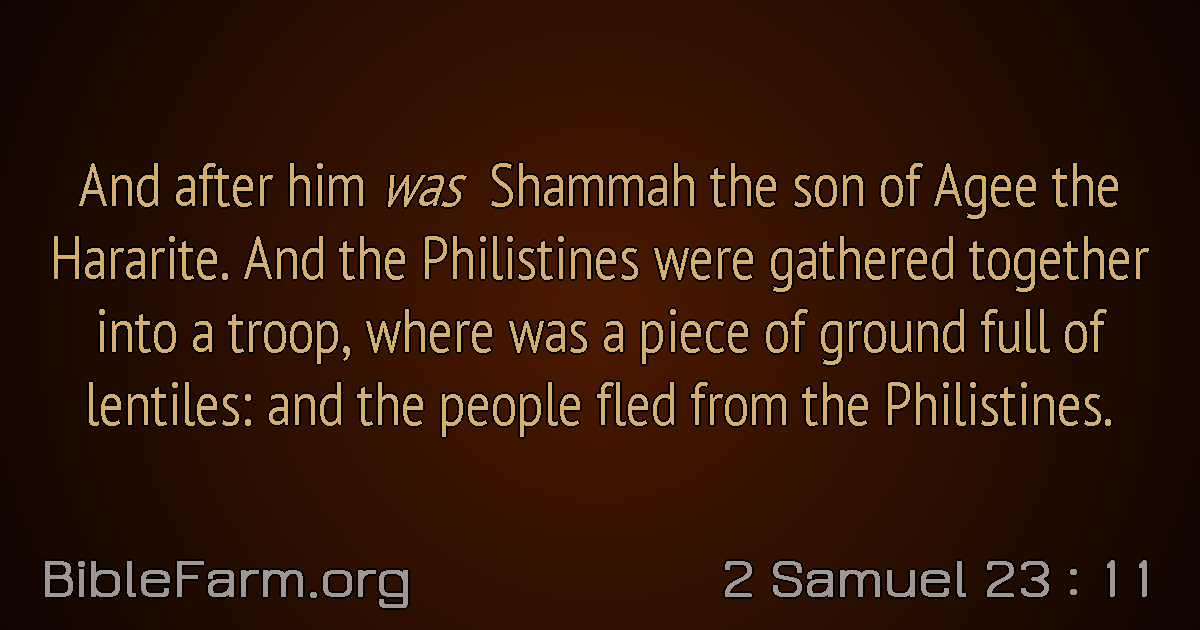 And after him was Shammah the son of Agee the
Hararite. And the Philistines were gathered together
into a troop, where was a piece of ground full of
lentiles: and the people fled from the Philistines.
BibleFarm.org
2 Samuel 23 : 11